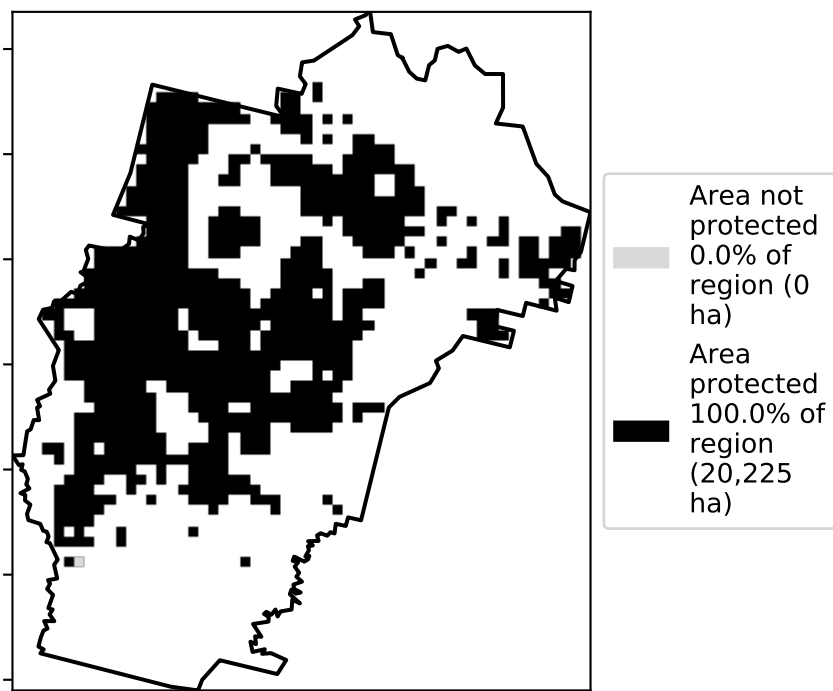 Area not
protected
0.0% of
region (0
ha)
Area
protected
100.0% of
region
(20,225
ha)